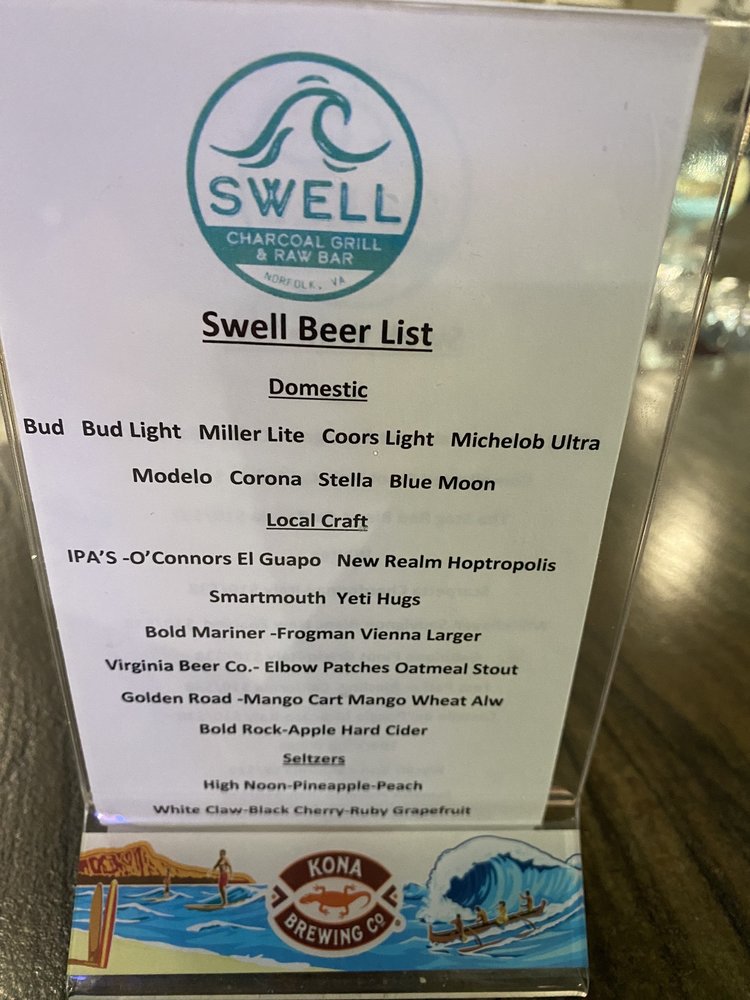 SWELL
CHARCOAL GRILL
& RAW BAR
NORFOLK, VA
Swell Beer List
Domestic
Bud Bud Light Miller Lite Coors Light Michelob Ultra
Modelo Corona Stella Blue Moon
Local Craft
IPA'S -O'Connors El Guapo New Realm Hoptropolis
Smartmouth Yeti Hugs
Bold Mariner -Frogman Vienna Larger
Virginia Beer Co.- Elbow Patches Oatmeal Stout
Golden Road -Mango Cart Mango Wheat Alw
Bold Rock-Apple Hard Cider
Seltzers
High Noon-Pineapple-Peach
White Claw-Black Cherry-Ruby Grapefruit
KONA
BREWING CO